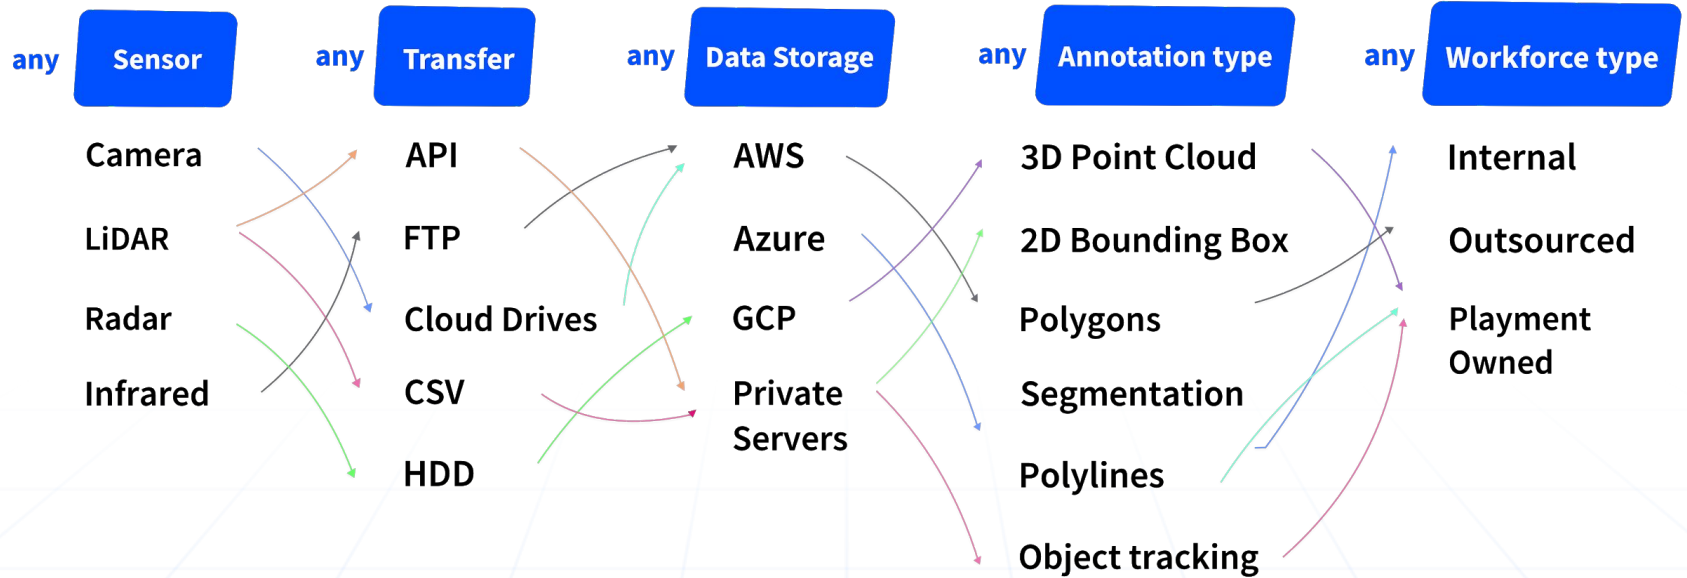 any Sensor any Transfer any Data Storage any Annotation type any Workforce type
Camera API AWS 3D Point Cloud Internal
LiDAR FTP Azure 2D Bounding Box Outsourced
Radar Cloud Drives GCP Polygons Playment
Owned
Infrared CSV Private Segmentation
Servers
HDD Polylines
Object tracking